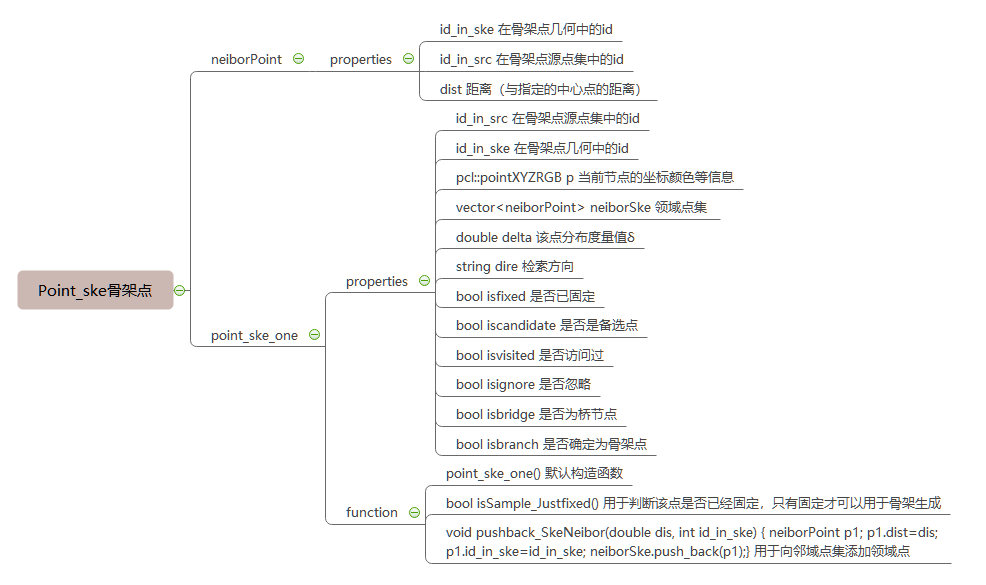 Point_ske骨架点
neiborPoint
properties
id_in_ske 在骨架点几何中的id
id_in_src 在骨架点源点集中的id
dist 距离（与指定的中心点的距离）
point_ske_one
properties
id_in_src 在骨架点源点集中的id
id_in_ske 在骨架点几何中的id
pcl::pointXYZRGB p 当前节点的坐标颜色等信息
vector<neiborPoint> neiborSke 领域点集
double delta 该点分布度量值δ
string dire 检索方向
bool isfixed 是否已固定
bool iscandidate 是否是备选点
bool isvisited 是否访问过
bool isignore 是否忽略
bool isbridge 是否为桥节点
bool isbranch 是否确定为骨架点
function
point_ske_one() 默认构造函数
bool isSample_Justfixed() 用于判断该点是否已经固定，只有固定才可以用于骨架生成
void pushback_SkeNeibor(double dis, int id_in_ske) { neiborPoint p1; p1.dist=dis;
p1.id_in_ske=id_in_ske; neiborSke.push_back(p1);} 用于向邻域点集添加领域点